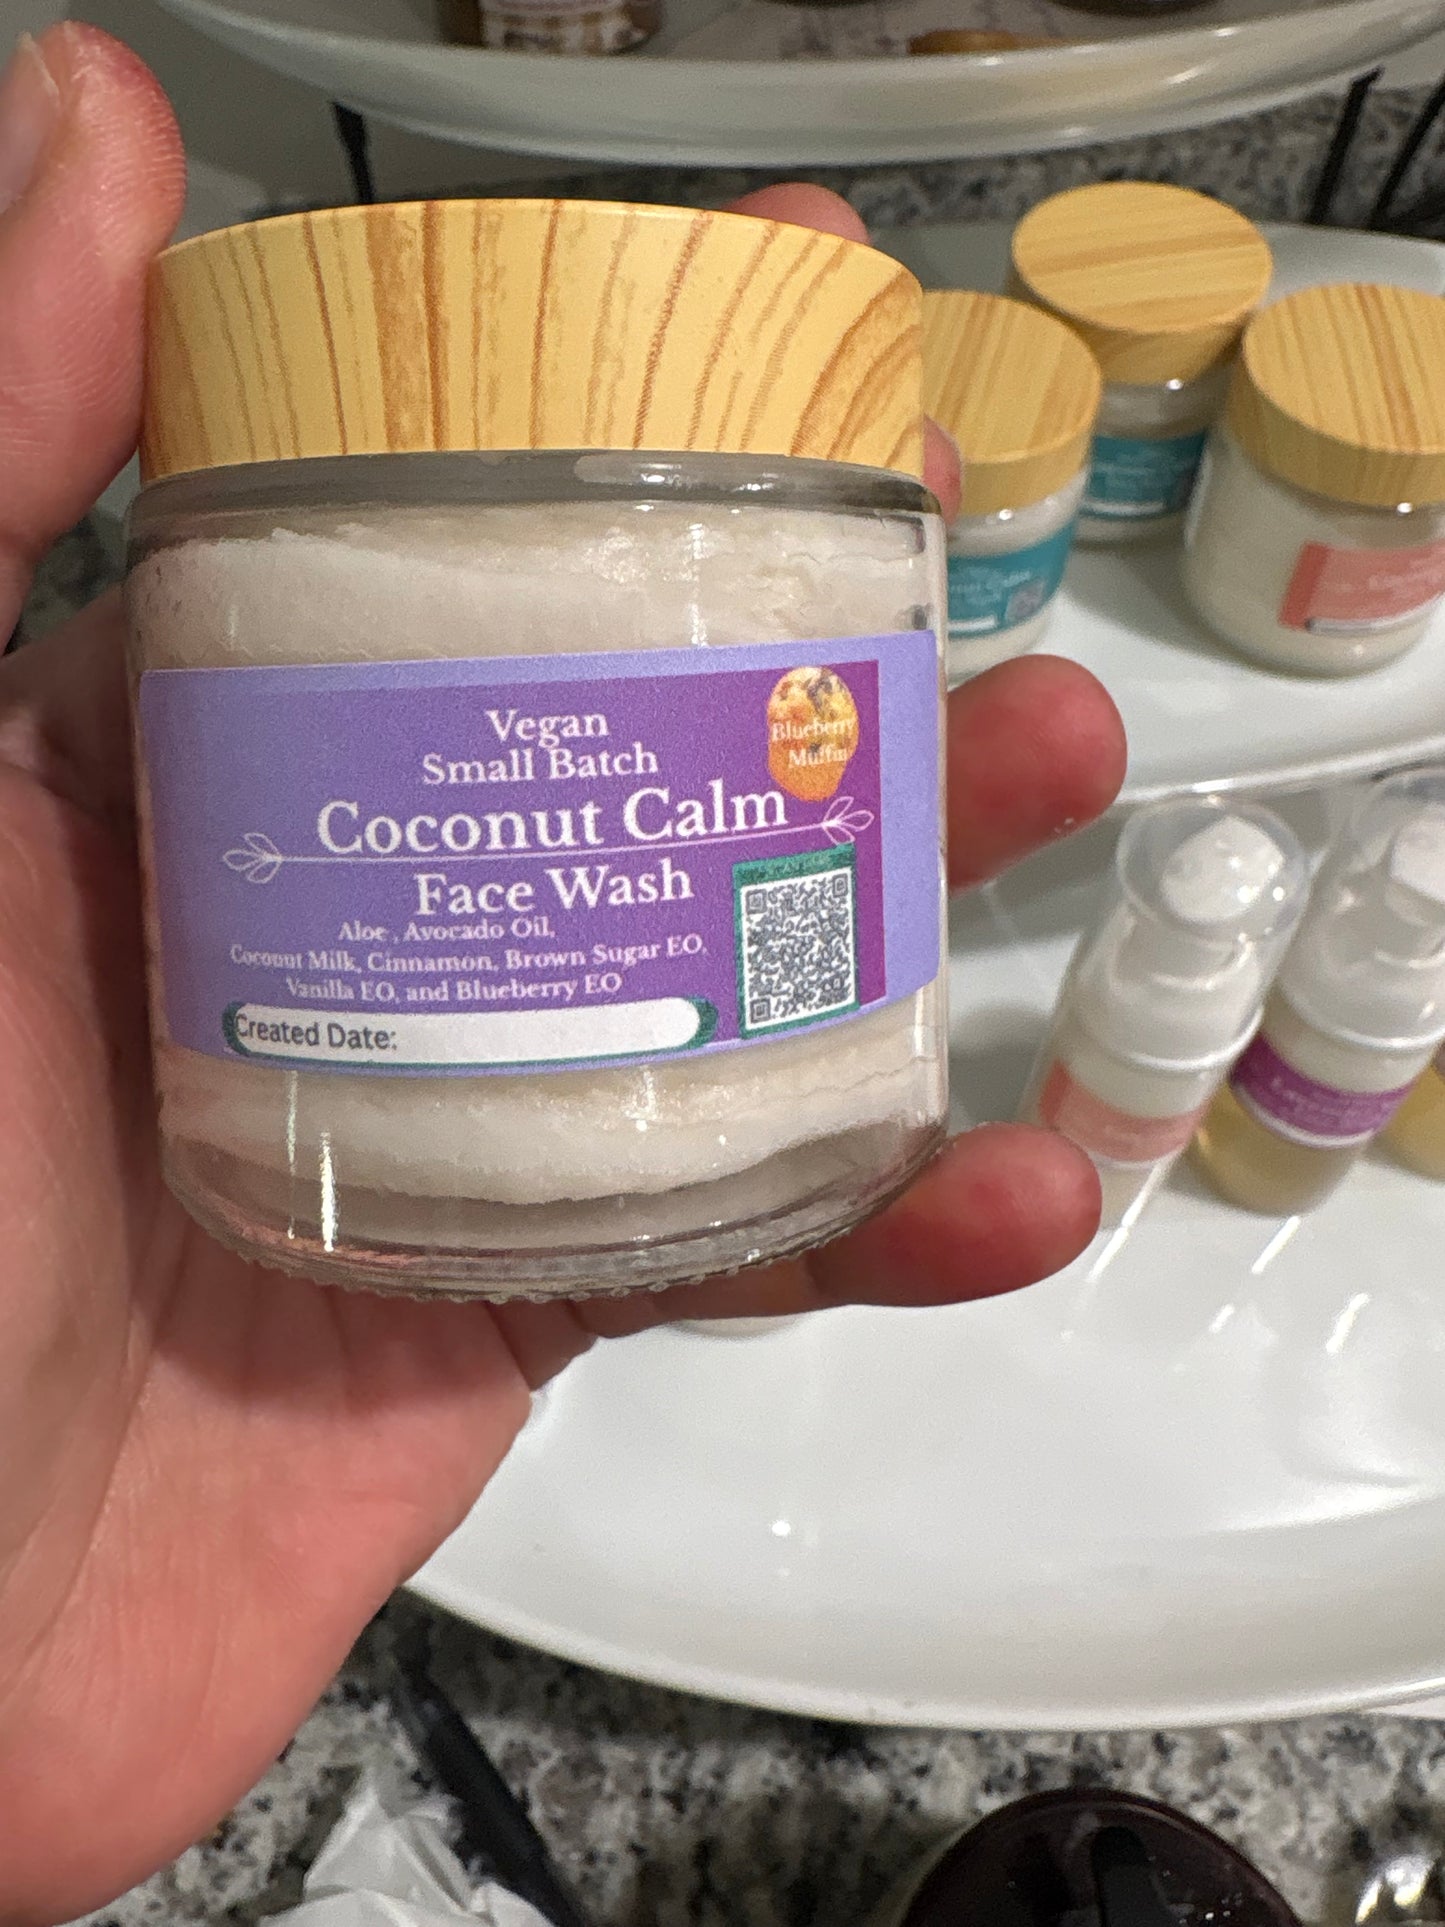 Vegan
Small Batch
Blueberry
Muffin
Coconut Calm
Face Wash
Aloe , Avocado Oil,
Coconut Milk, Cinnamon, Brown Sugar EO,
Vanilla EO, and Blueberry EO
Created Date: